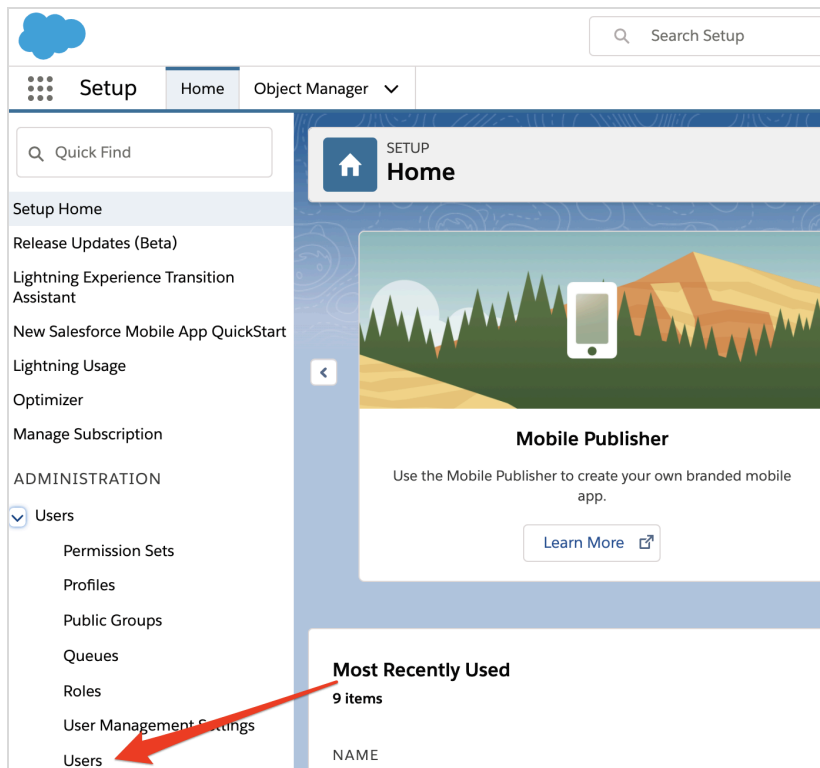 Search Setup
Setup
Home
Object Manager
Quick Find
SETUP
Home
Setup Home
Release Updates (Beta)
Lightning Experience Transition
Assistant
New Salesforce Mobile App QuickStart
Lightning Usage
Optimizer
Manage Subscription
ADMINISTRATION
Users
Permission Sets
Profiles
Public Groups
Queues
Roles
User Management Settings
Users
Mobile Publisher
Use the Mobile Publisher to create your own branded mobile
app.
Learn More
Most Recently Used
9 items
NAME